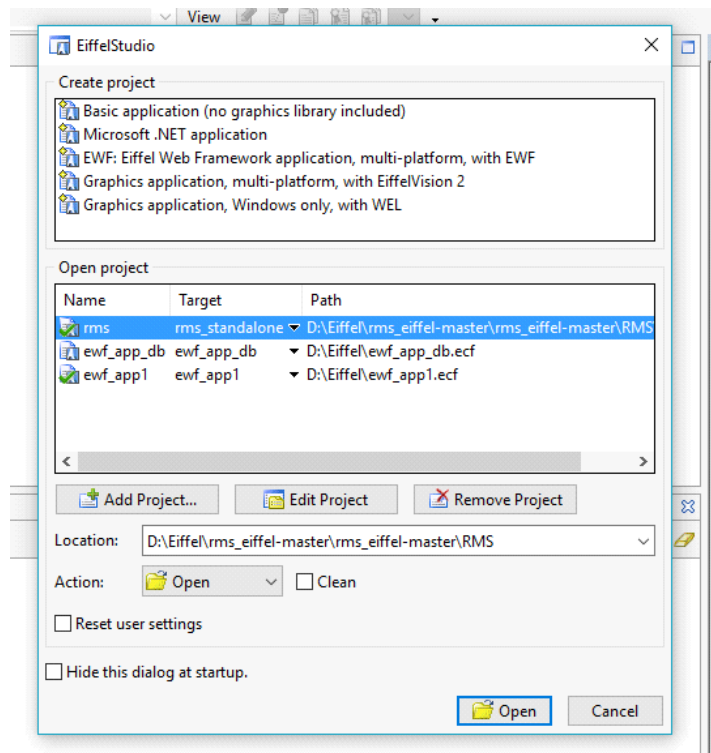 View
EiffelStudio
Create project
Basic application (no graphics library included)
Microsoft .NET application
EWF: Eiffel Web Framework application, multi-platform, with EWF
Graphics application, multi-platform, with EiffelVision 2
Graphics application, Windows only, with WEL
Open project
Name Target Path
rms rms_standalone D:\Eiffel\rms_eiffel-master\rms_eiffel-master\RMS
ewf_app_db ewf_app_db D:\Eiffel\ewf_app_db.ecf
ewf_app1 ewf_app1 D:\Eiffel\ewf_app1.ecf
Add Project... Edit Project Remove Project
Location: D:\Eiffel\rms_eiffel-master\rms_eiffel-master\RMS
Action: Open Clean
Reset user settings
Hide this dialog at startup.
Open Cancel